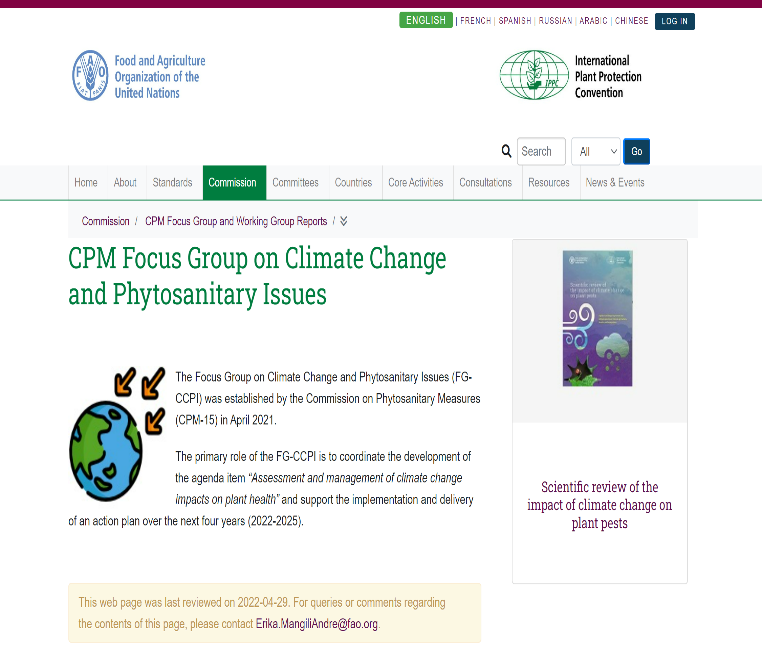 ENGLISH | FRENCH | SPANISH | RUSSIAN | ARABIC | CHINESE LOG IN
Food and Agriculture
Organization of the
United Nations
International
Plant Protection
Convention
IPPC
Search All Go
Home About Standards Commission Committees Countries Core Activities Consultations Resources News & Events
Commission / CPM Focus Group and Working Group Reports /
CPM Focus Group on Climate Change
and Phytosanitary Issues
The Focus Group on Climate Change and Phytosanitary Issues (FG-
CCPI) was established by the Commission on Phytosanitary Measures
(CPM-15) in April 2021.
The primary role of the FG-CCPI is to coordinate the development of
the agenda item “Assessment and management of climate change
impacts on plant health” and support the implementation and delivery
of an action plan over the next four years (2022-2025).
This web page was last reviewed on 2022-04-29. For queries or comments regarding
the contents of this page, please contact Erika.MangiliAndre@fao.org.
Scientific review of
the impact of climate change
on plant pests
Scientific review of the
impact of climate change on
plant pests